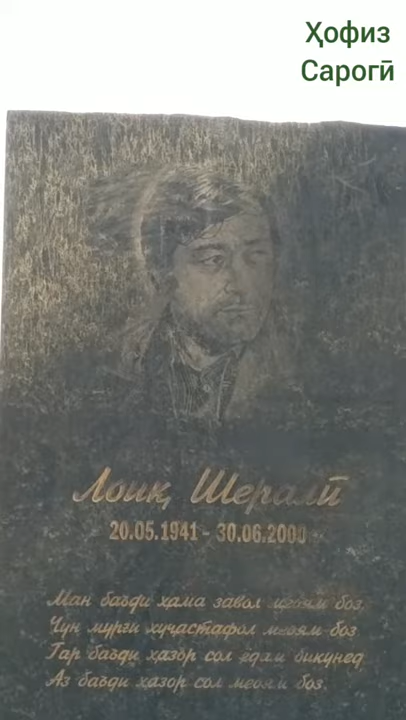 Ҳофиз
Сарогӣ
Лоиқ Шералӣ
20.05.1941 - 30.06.2000
Ман баъди ҳама завол меоям боз,
Чун мурғи хуҷастафол меоям боз
Гар баъди ҳазор сол ёдам бикунед,
Аз баъди ҳазор сол меоям боз.